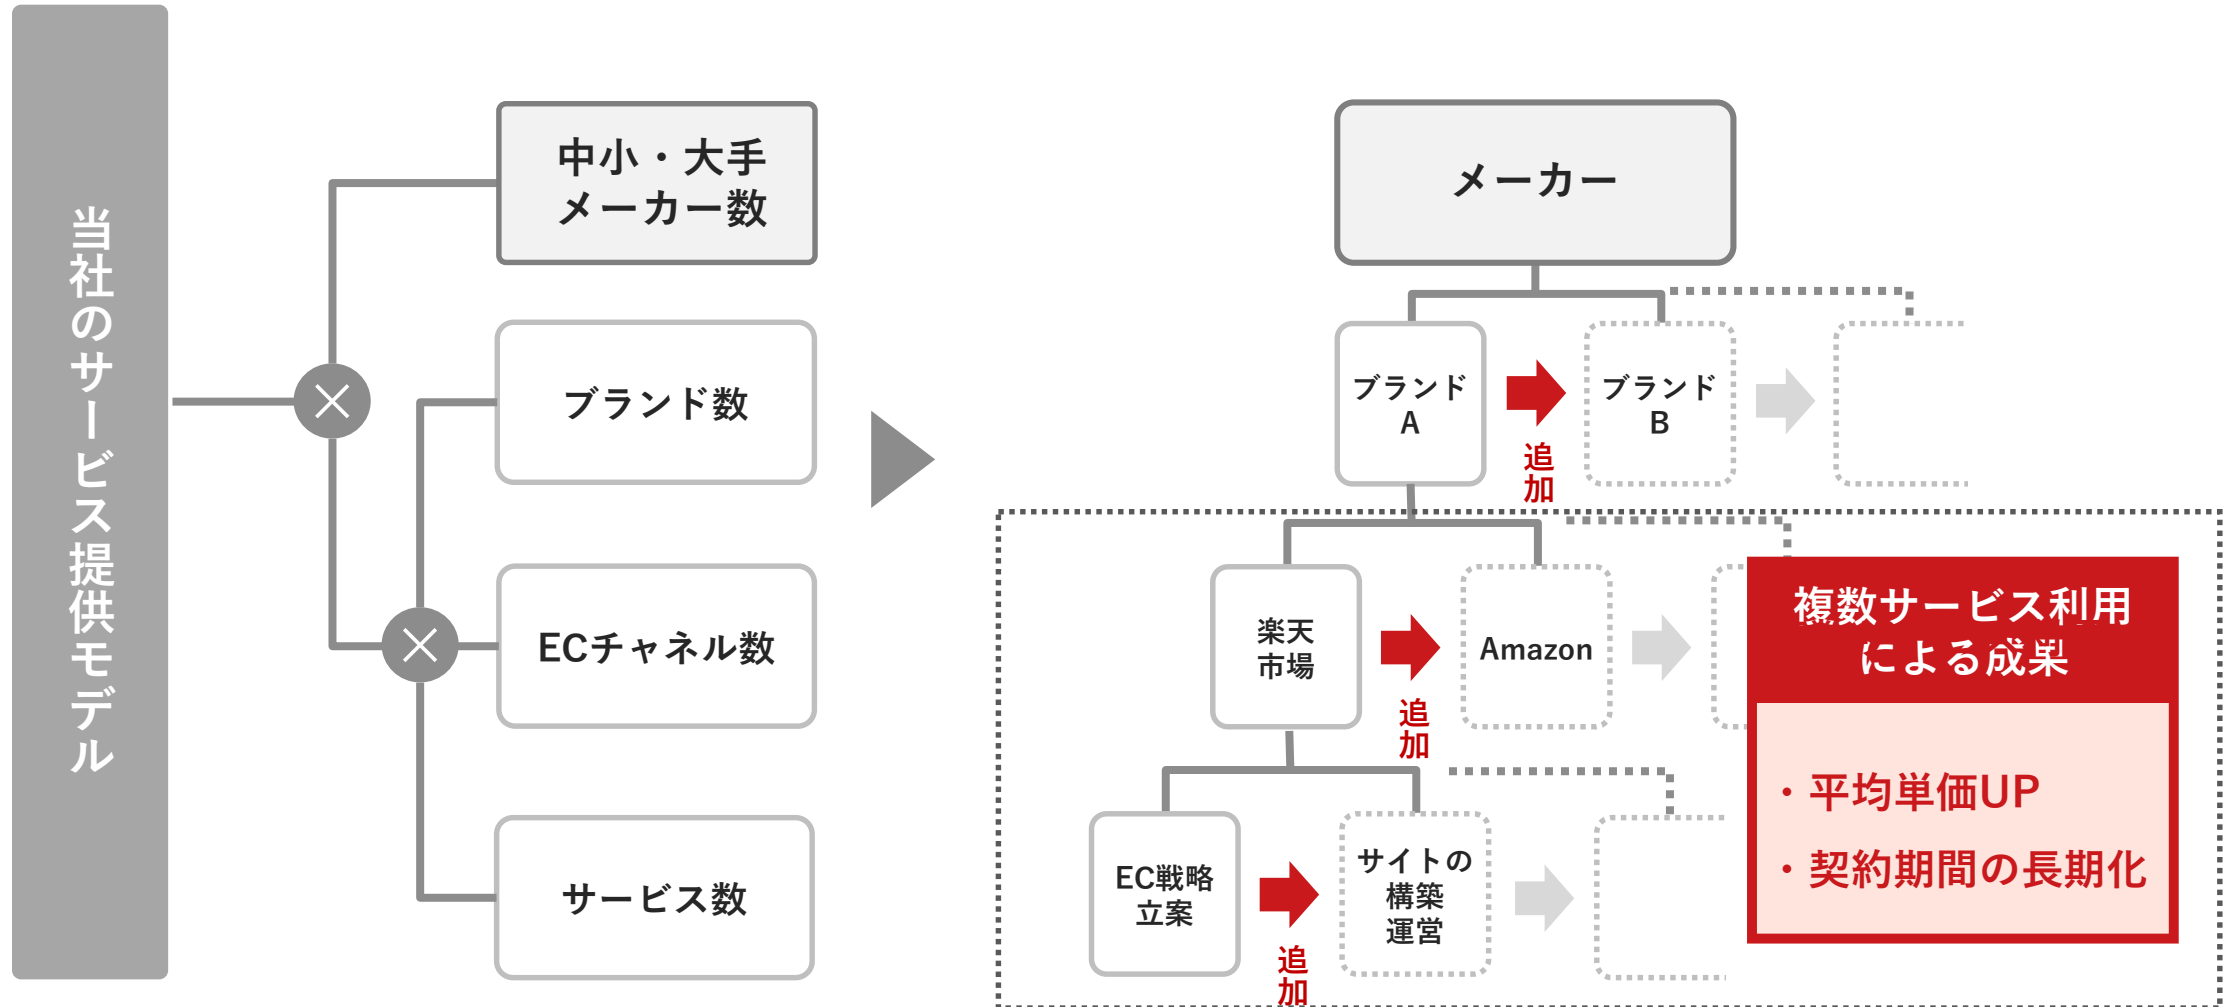 当社のサービス提供モデル
中小・大手
メーカー数
ブランド数
ECチャネル数
サービス数
メーカー
ブランド
A
追
加
ブランド
B
楽天
市場
追
加
Amazon
EC戦略
立案
追
加
サイトの
構築
運営
複数サービス利用
による成果
・平均単価UP
・契約期間の長期化